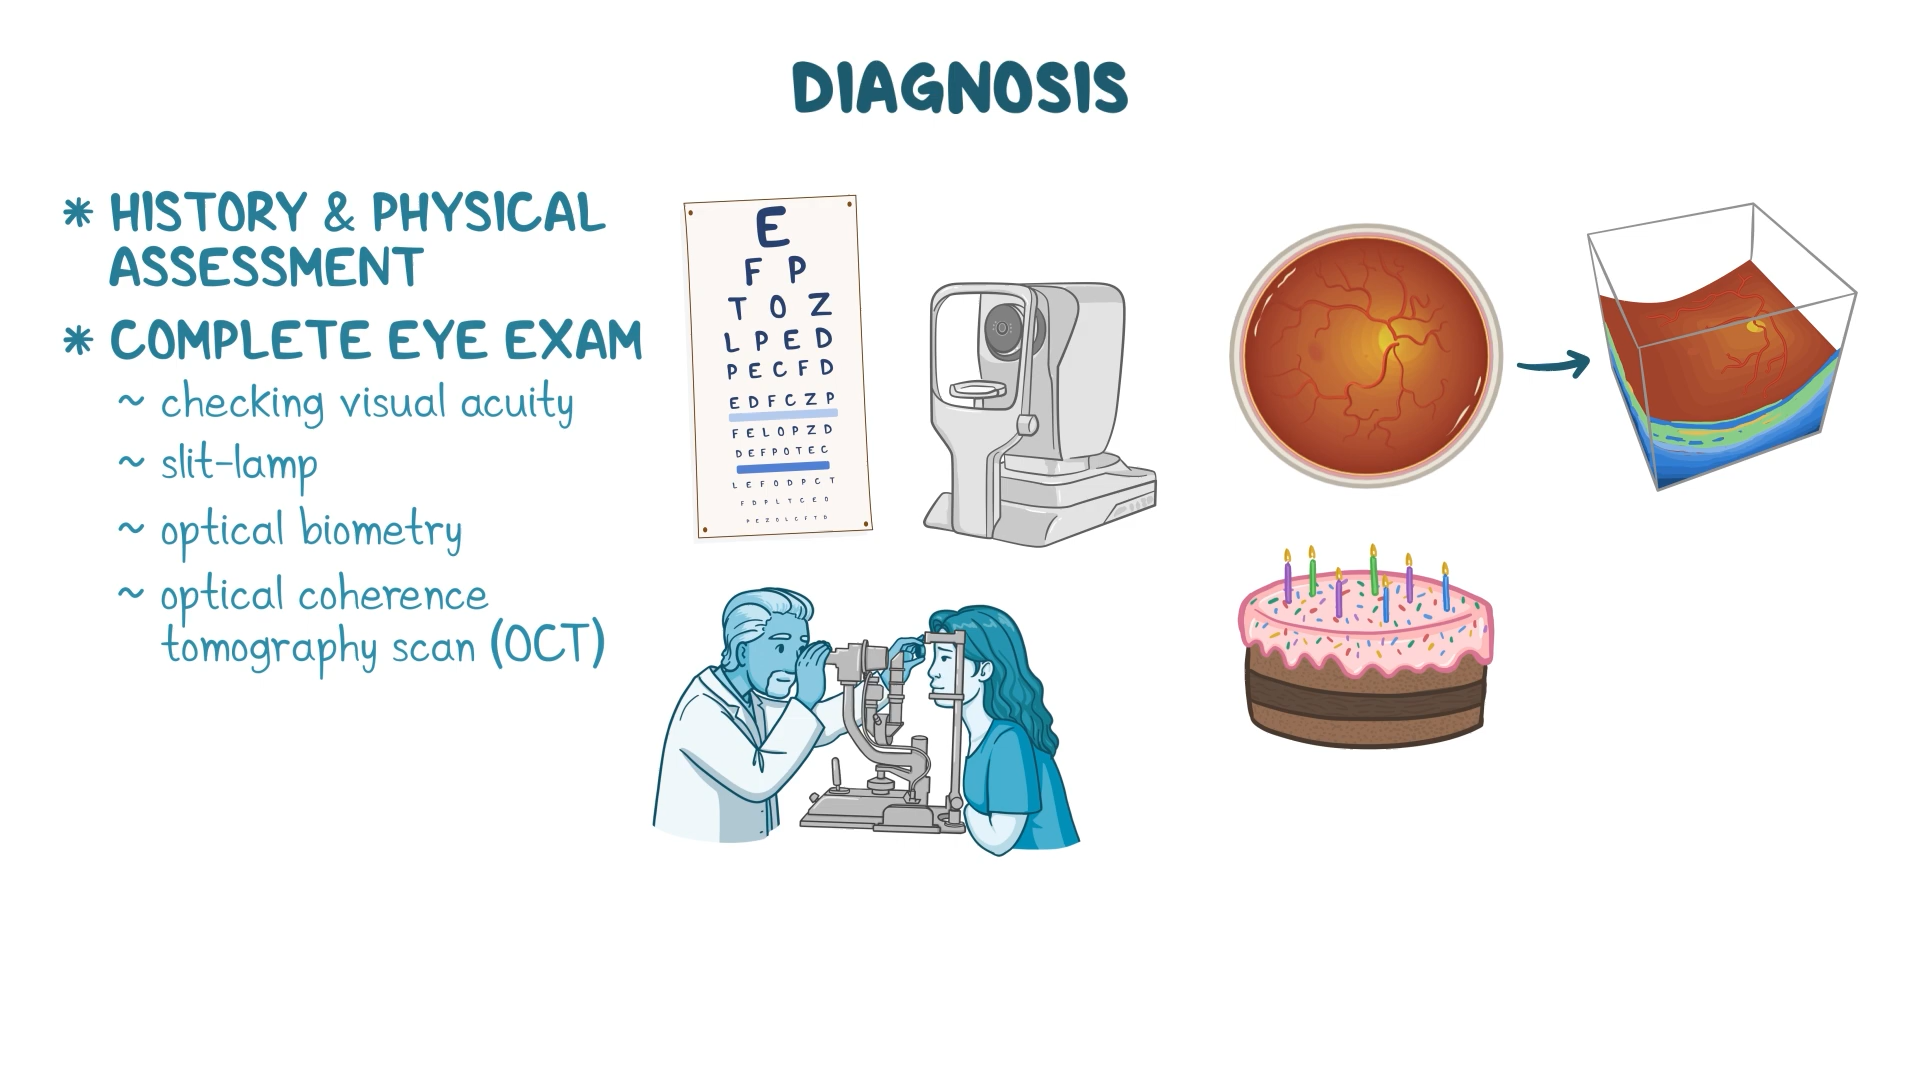 DIAGNOSIS
* HISTORY & PHYSICAL
ASSESSMENT
* COMPLETE EYE EXAM
~ checking visual acuity
~ slit-lamp
~ optical biometry
~ optical coherence
tomography scan (OCT)
E
F P
T O Z
L P E D
P E C F D
E D F C Z P
F E L O P Z D
D E F P O T E C
L E F O D P C T
F D P L T C E O
P E Z O L C F T D